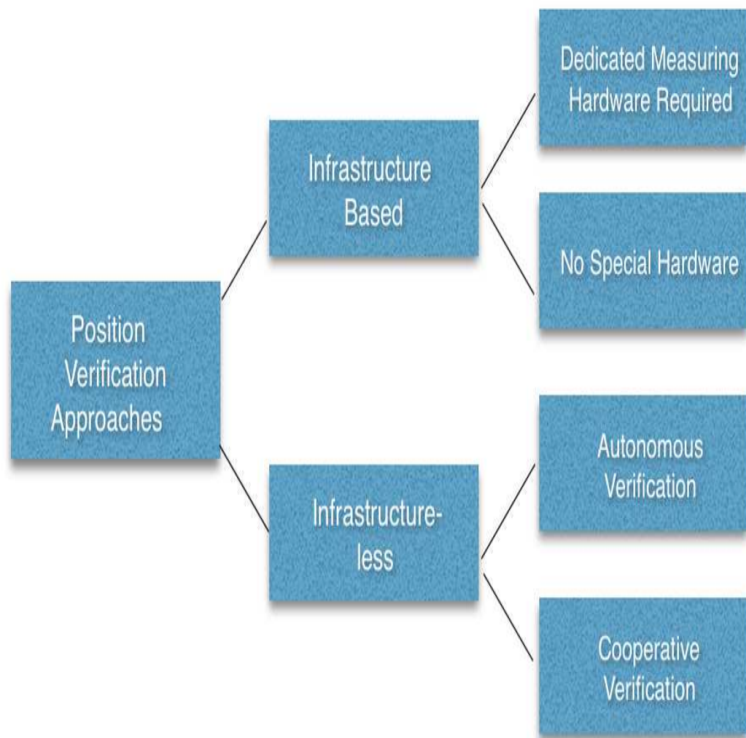 Position
Verification
Approaches
Infrastructure
Based
Dedicated Measuring
Hardware Required
No Special Hardware
Infrastructure-
less
Autonomous
Verification
Cooperative
Verification